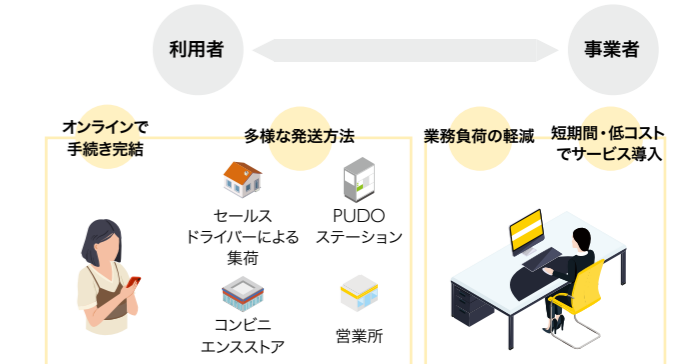 利用者
事業者
オンラインで
手続き完結
多様な発送方法
業務負荷の軽減
短期間・低コスト
でサービス導入
セールス
ドライバーによる
集荷
PUDO
ステーション
コンビニ
エンスストア
営業所